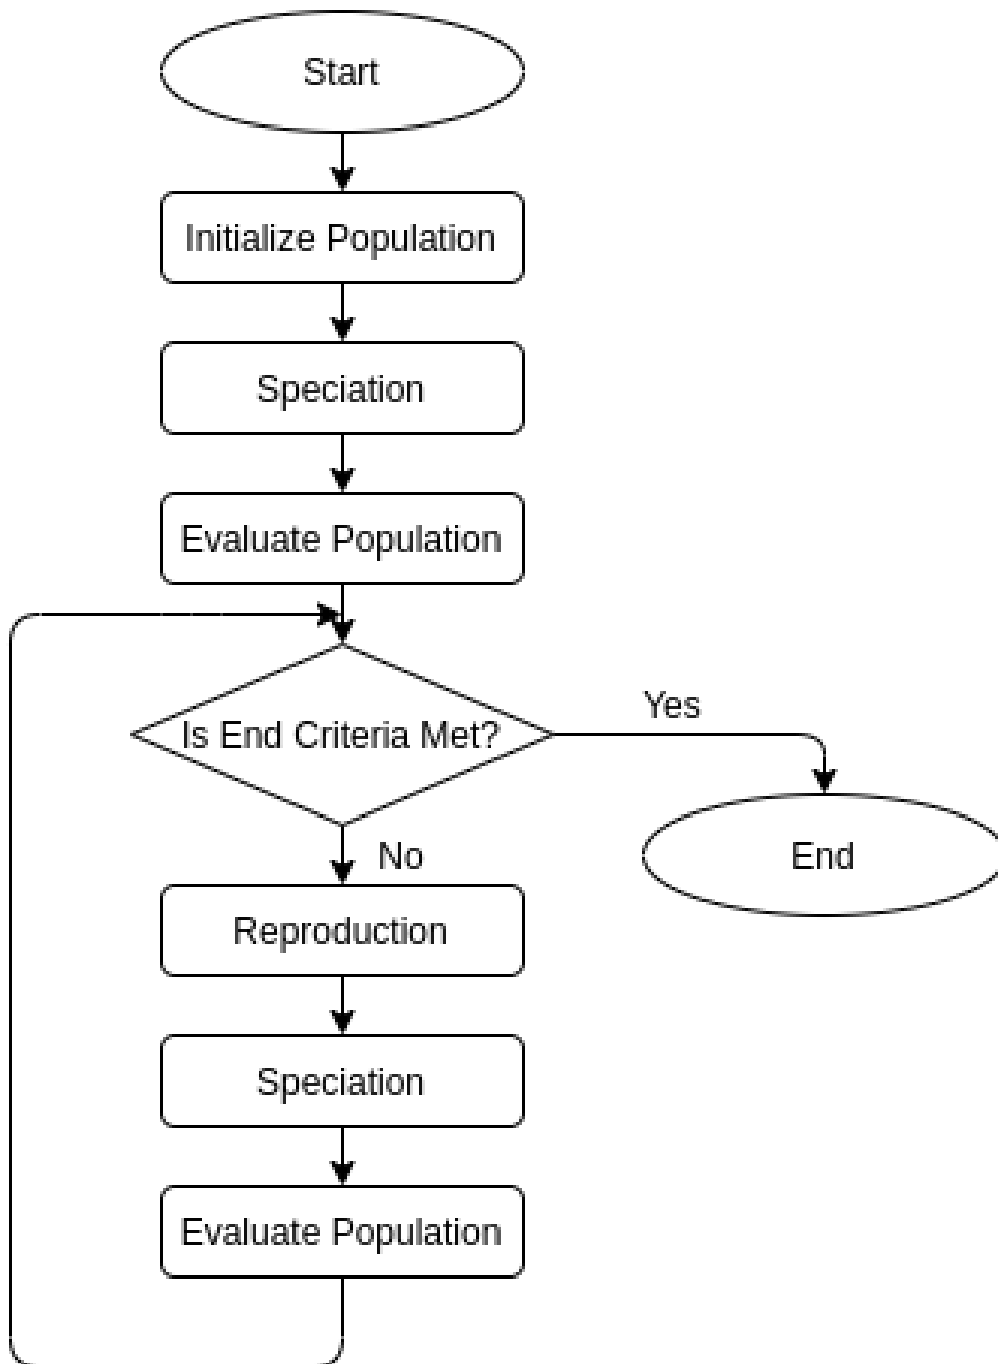 Start
Initialize Population
Speciation
Evaluate Population
Is End Criteria Met?
Yes
End
No
Reproduction
Speciation
Evaluate Population